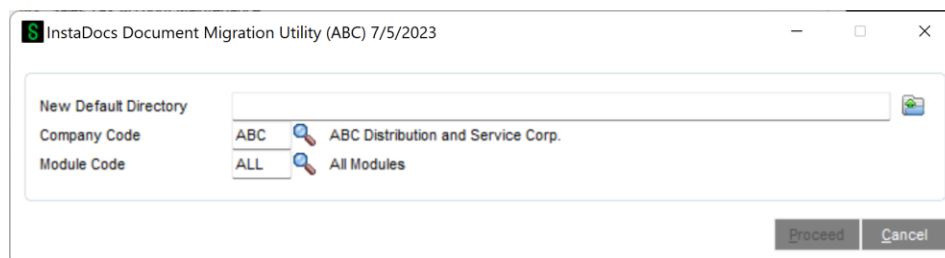 S InstaDocs Document Migration Utility (ABC) 7/5/2023
New Default Directory
Company Code ABC ABC Distribution and Service Corp.
Module Code ALL All Modules
Proceed Cancel